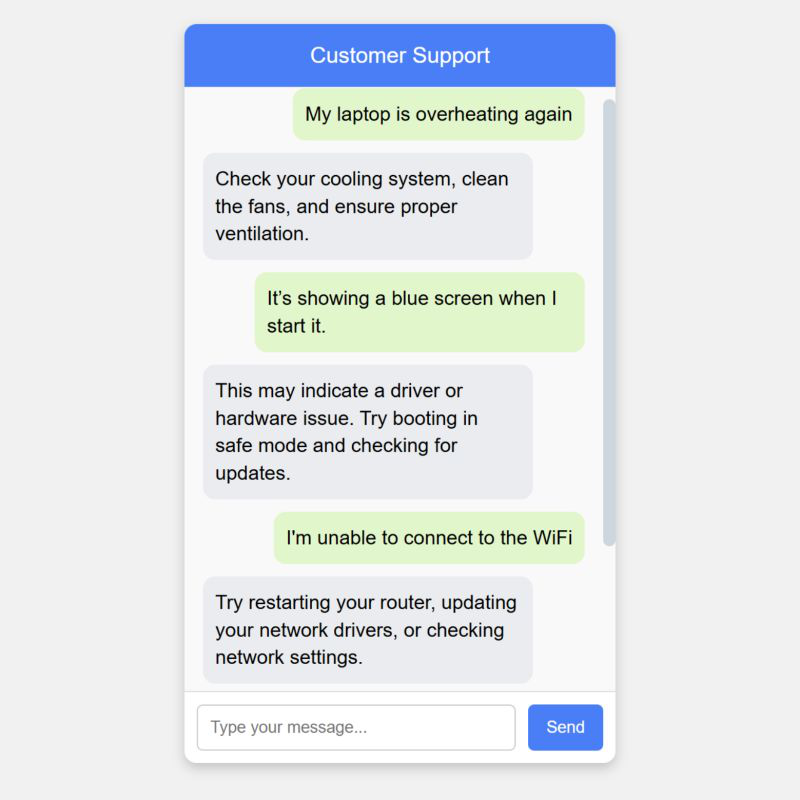 Customer Support
My laptop is overheating again
Check your cooling system, clean
the fans, and ensure proper
ventilation.
It’s showing a blue screen when I
start it.
This may indicate a driver or
hardware issue. Try booting in
safe mode and checking for
updates.
I'm unable to connect to the WiFi
Try restarting your router, updating
your network drivers, or checking
network settings.
Type your message...
Send